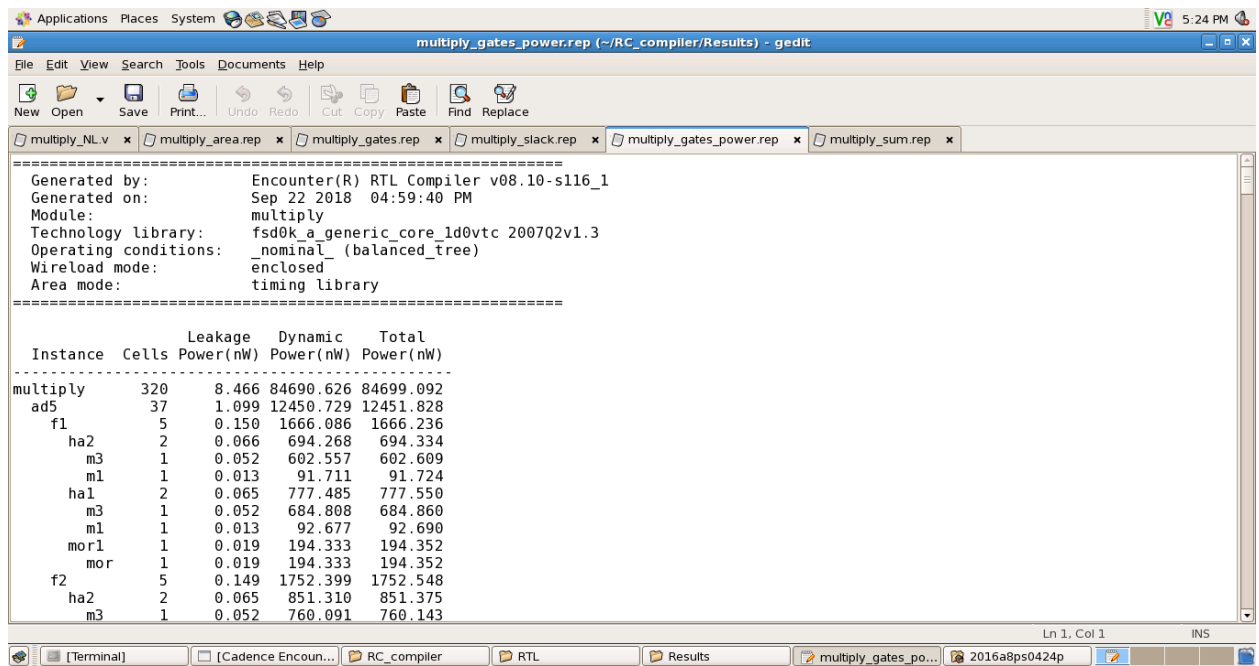 Applications Places System 5:24 PM
multiply_gates_power.rep (~/RC_compiler/Results) - gedit
File Edit View Search Tools Documents Help
New Open Save Print... Undo Redo Cut Copy Paste Find Replace
multiply_NL.v multiply_area.rep multiply_gates.rep multiply_slack.rep multiply_gates_power.rep multiply_sum.rep
============================================================
  Generated by:           Encounter(R) RTL Compiler v08.10-s116_1
  Generated on:           Sep 22 2018  04:59:40 PM
  Module:                 multiply
  Technology library:     fsd0k_a_generic_core_1d0vtc 2007Q2v1.3
  Operating conditions:   _nominal_ (balanced_tree)
  Wireload mode:          enclosed
  Area mode:              timing library
============================================================
                   Leakage   Dynamic    Total
  Instance  Cells Power(nW) Power(nW) Power(nW)
------------------------------------------------
multiply      320     8.466 84690.626 84699.092
  ad5          37     1.099 12450.729 12451.828
    f1          5     0.150  1666.086  1666.236
      ha2       2     0.066   694.268   694.334
        m3      1     0.052   602.557   602.609
        m1      1     0.013    91.711    91.724
      ha1       2     0.065   777.485   777.550
        m3      1     0.052   684.808   684.860
        m1      1     0.013    92.677    92.690
      mor1      1     0.019   194.333   194.352
        mor     1     0.019   194.333   194.352
    f2          5     0.149  1752.399  1752.548
      ha2       2     0.065   851.310   851.375
        m3      1     0.052   760.091   760.143
Ln 1, Col 1 INS
[Terminal] [Cadence Encoun... RC_compiler RTL Results multiply_gates_po... 2016a8ps0424p